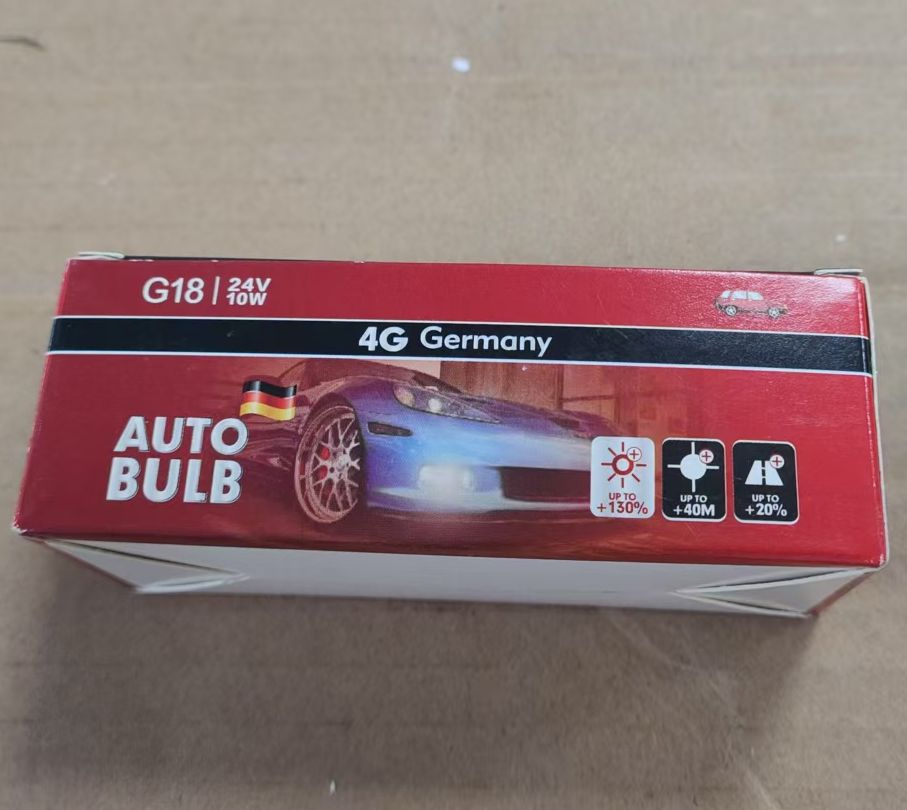 G18 | 24V
10W
4G Germany
AUTO
BULB
UP TO
+130%
UP TO
+40M
UP TO
+20%